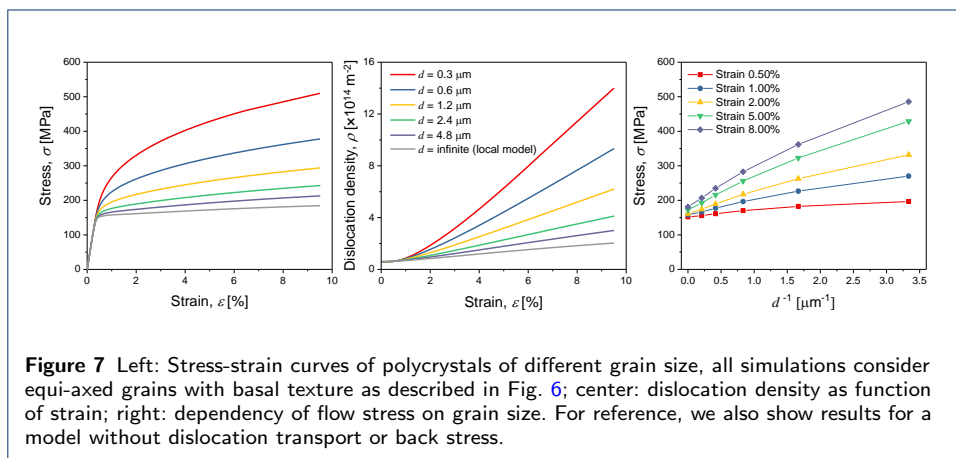 600
500
400
300
200
100
0
Stress, σ [MPa]
0 2 4 6 8 10
Strain, ε [%]
16
12
8
4
0
Dislocation density, ρ [×10¹⁴ m⁻²]
d = 0.3 μm
d = 0.6 μm
d = 1.2 μm
d = 2.4 μm
d = 4.8 μm
d = infinite (local model)
0 2 4 6 8 10
Strain, ε [%]
600
500
400
300
200
100
0
Stress, σ [MPa]
Strain 0.50%
Strain 1.00%
Strain 2.00%
Strain 5.00%
Strain 8.00%
0.0 0.5 1.0 1.5 2.0 2.5 3.0 3.5
d⁻¹ [μm⁻¹]
Figure 7 Left: Stress-strain curves of polycrystals of different grain size, all simulations consider
equi-axed grains with basal texture as described in Fig. 6; center: dislocation density as function
of strain; right: dependency of flow stress on grain size. For reference, we also show results for a
model without dislocation transport or back stress.